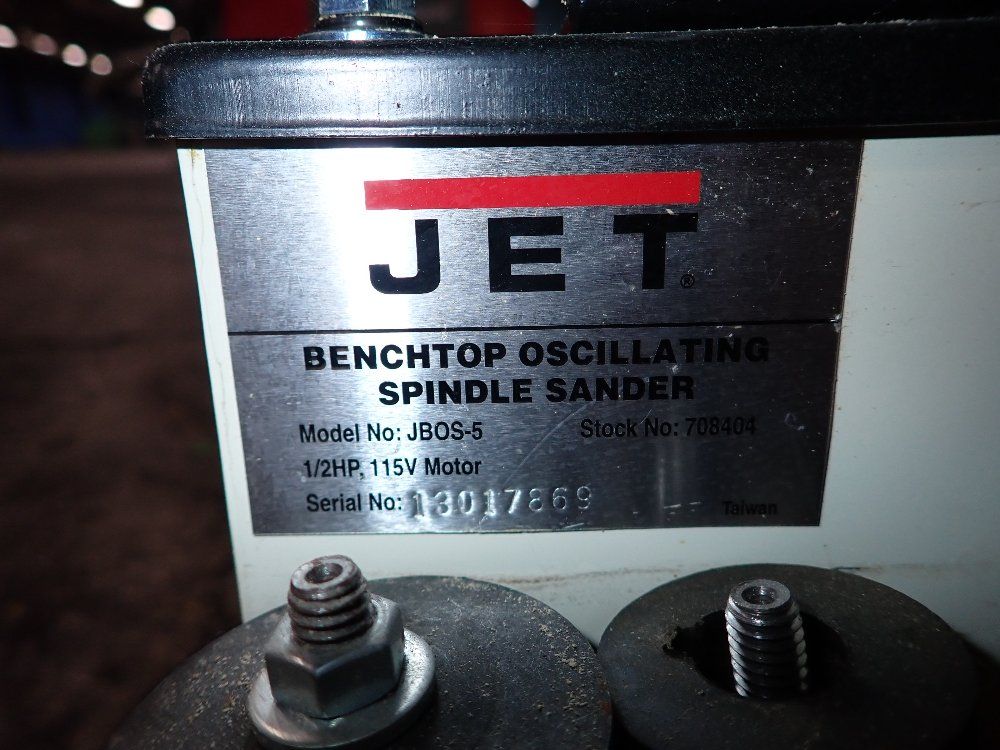 JET®
BENCHTOP OSCILLATING
SPINDLE SANDER
Model No: JBOS-5 Stock No: 708404
1/2HP, 115V Motor
Serial No: 13017869 Taiwan